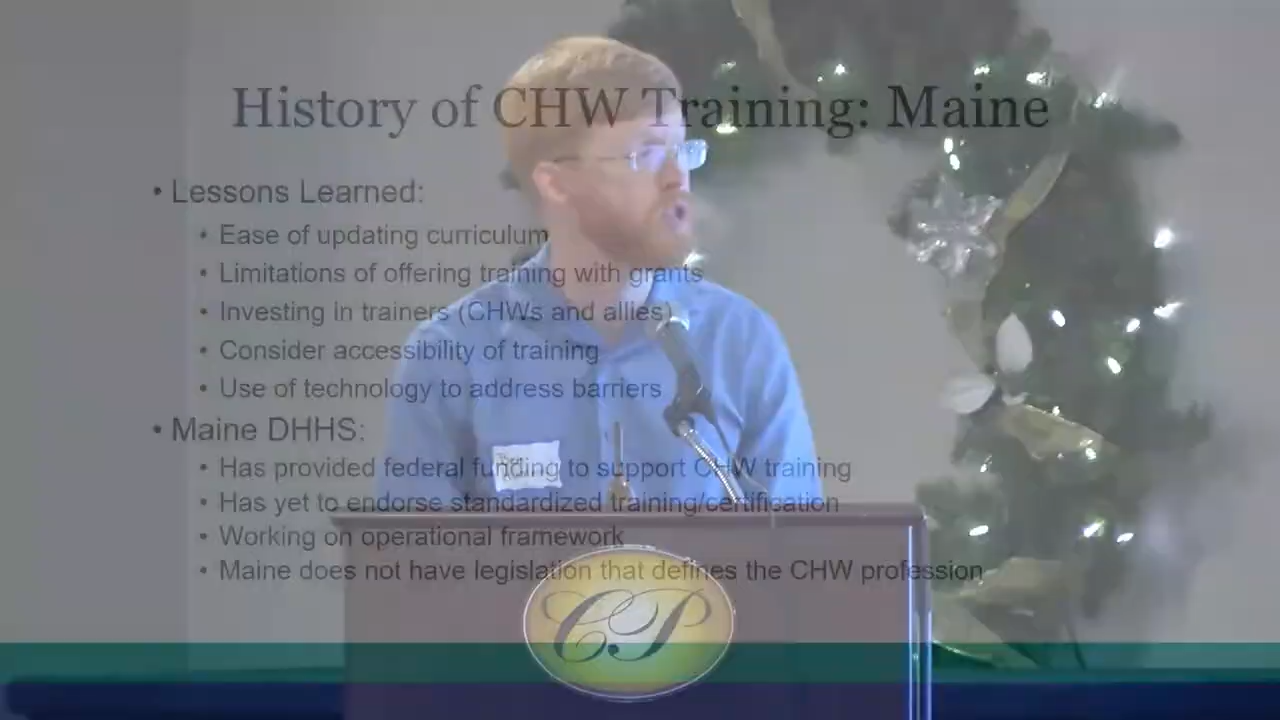 History of CHW Training: Maine
• Lessons Learned:
• Ease of updating curriculum
• Limitations of offering training with grants
• Investing in trainers (CHWs and allies)
• Consider accessibility of training
• Use of technology to address barriers
• Maine DHHS:
• Has provided federal funding to support CHW training
• Has yet to endorse standardized training/certification
• Working on operational framework
• Maine does not have legislation that defines the CHW profession
CP